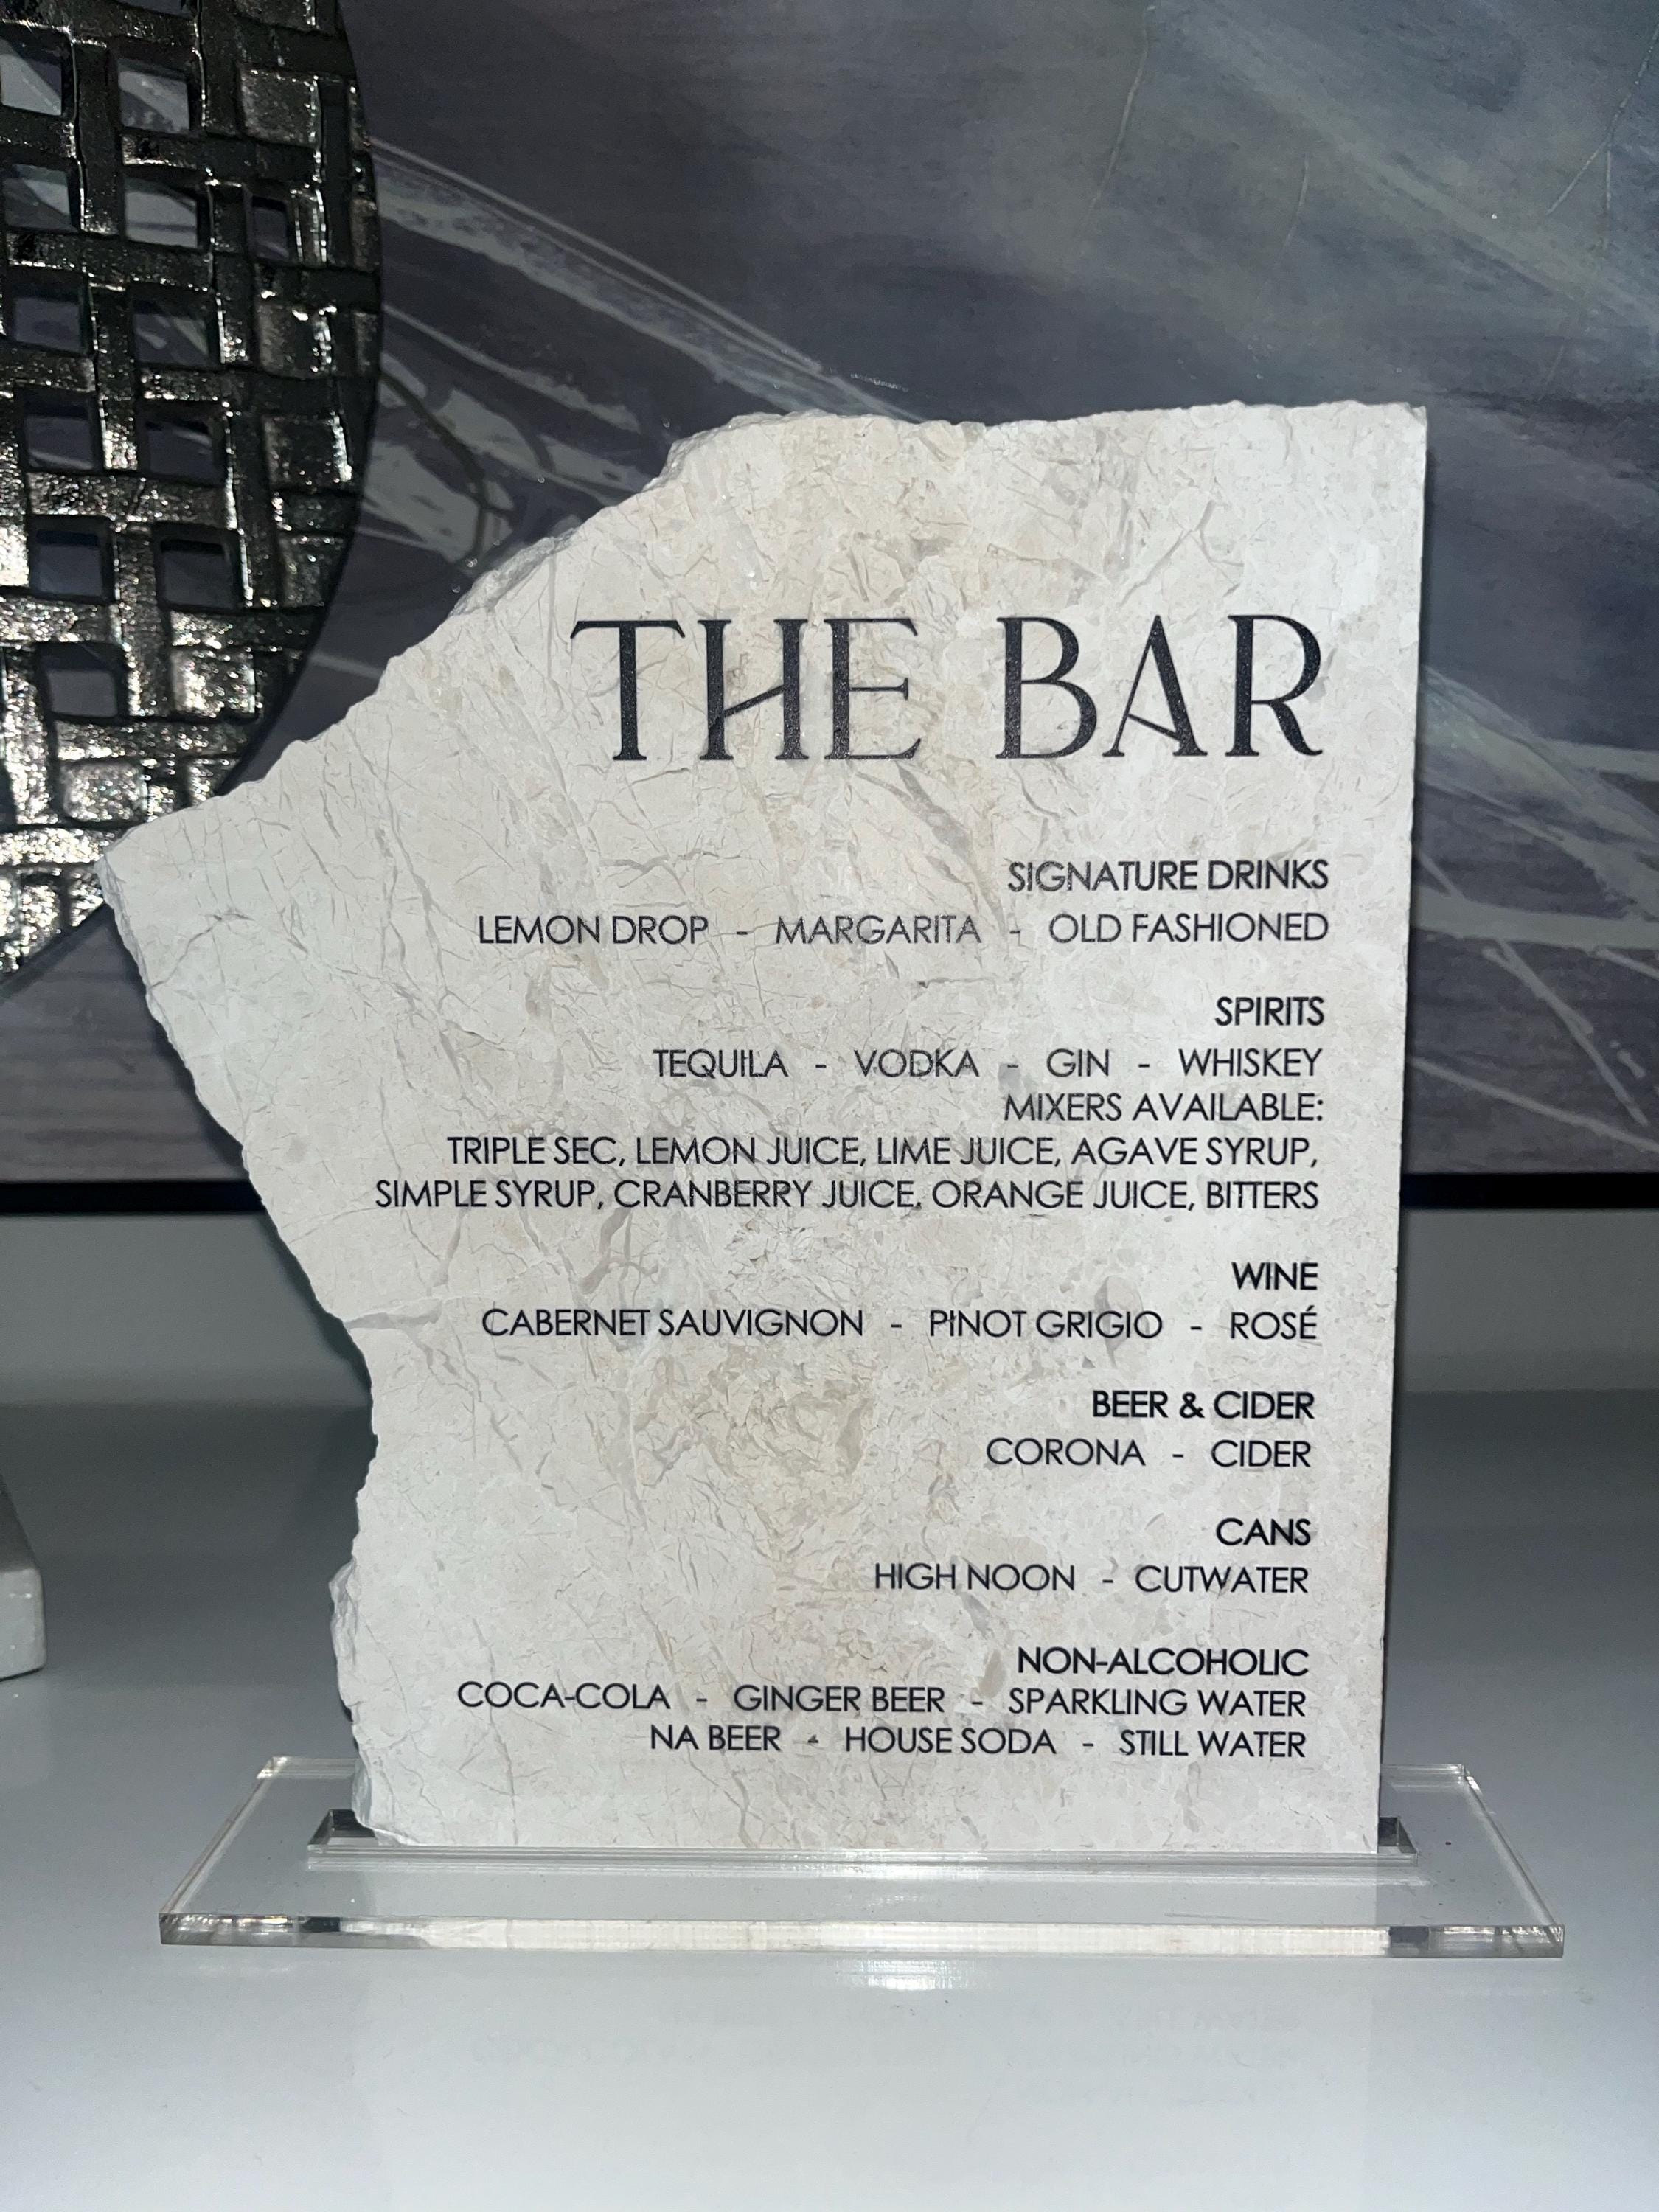 THE BAR
SIGNATURE DRINKS
LEMON DROP - MARGARITA - OLD FASHIONED
SPIRITS
TEQUILA - VODKA - GIN - WHISKEY
MIXERS AVAILABLE:
TRIPLE SEC, LEMON JUICE, LIME JUICE, AGAVE SYRUP,
SIMPLE SYRUP, CRANBERRY JUICE, ORANGE JUICE, BITTERS
WINE
CABERNET SAUVIGNON - PINOT GRIGIO - ROSÉ
BEER & CIDER
CORONA - CIDER
CANS
HIGH NOON - CUTWATER
NON-ALCOHOLIC
COCA-COLA - GINGER BEER - SPARKLING WATER
NA BEER - HOUSE SODA - STILL WATER